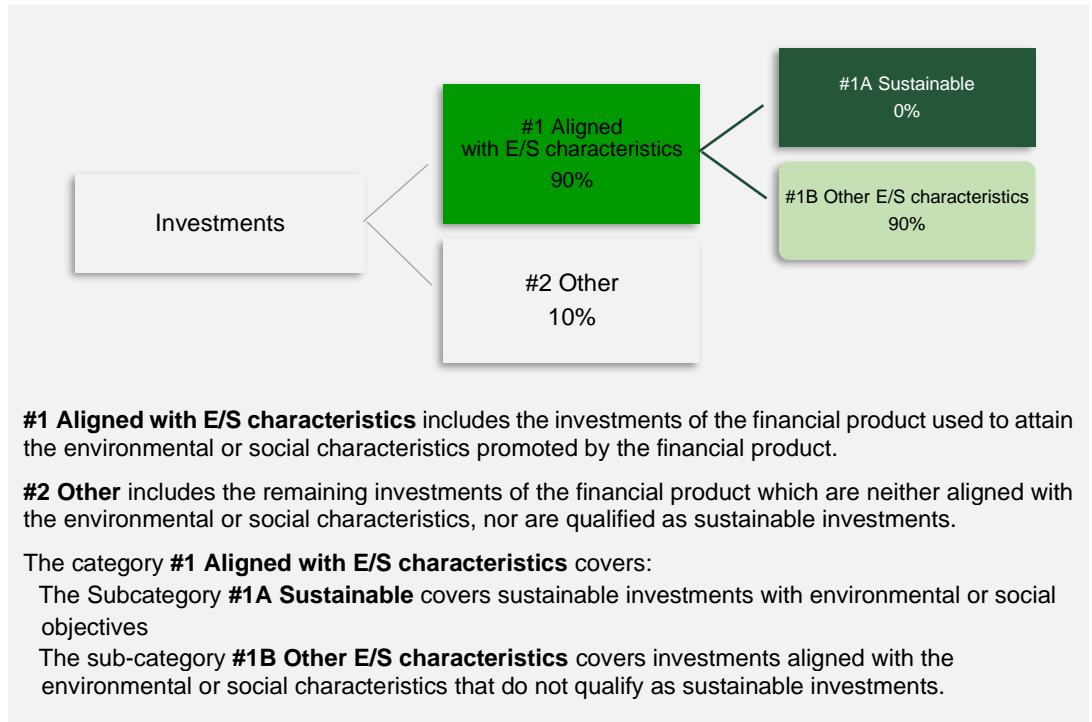 #1A Sustainable
0%
#1 Aligned
with E/S characteristics
90%
#1B Other E/S characteristics
90%
Investments
#2 Other
10%
#1 Aligned with E/S characteristics includes the investments of the financial product used to attain
the environmental or social characteristics promoted by the financial product.
#2 Other includes the remaining investments of the financial product which are neither aligned with
the environmental or social characteristics, nor are qualified as sustainable investments.
The category #1 Aligned with E/S characteristics covers:
The Subcategory #1A Sustainable covers sustainable investments with environmental or social
objectives
The sub-category #1B Other E/S characteristics covers investments aligned with the
environmental or social characteristics that do not qualify as sustainable investments.